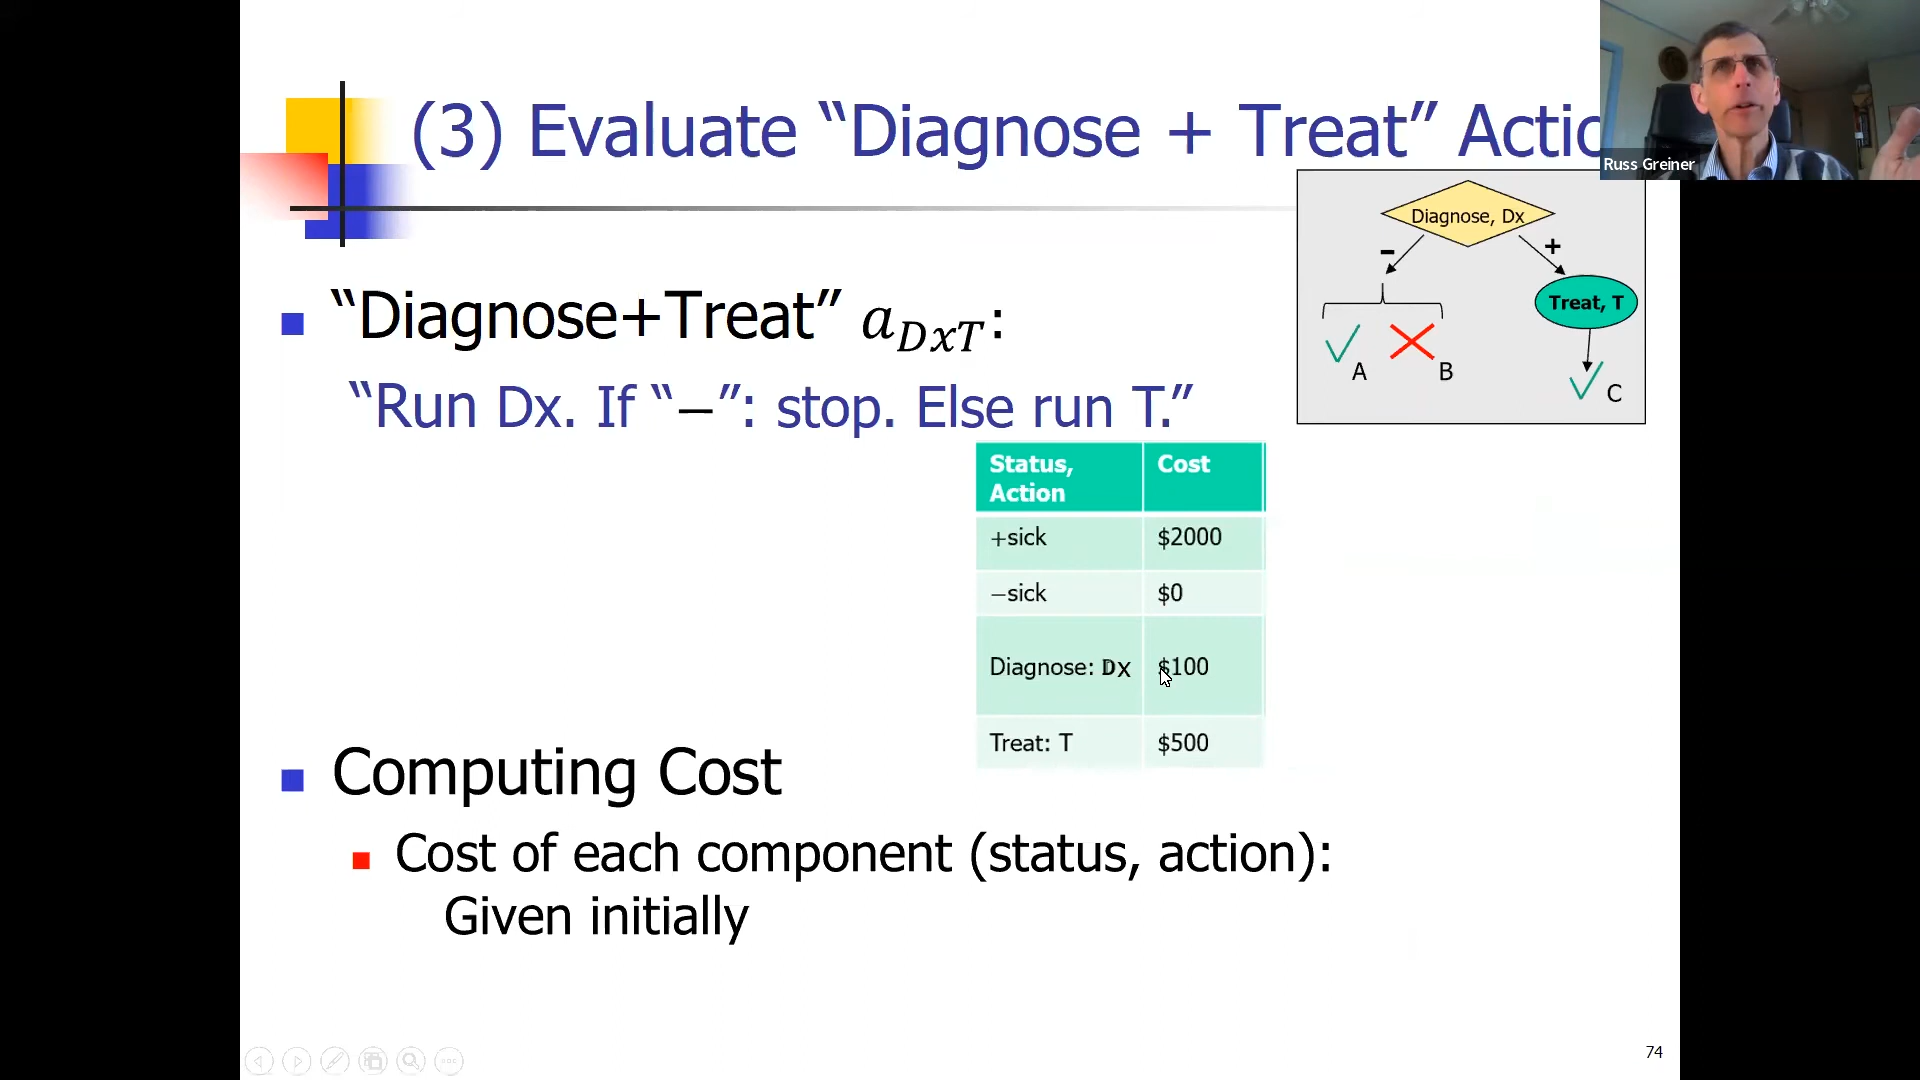 (3) Evaluate “Diagnose + Treat” Actio
Russ Greiner
Diagnose, Dx
–
+
Treat, T
A
B
C
“Diagnose+Treat” aDxT:
“Run Dx. If “−”: stop. Else run T.”
Status, Action
Cost
+sick
$2000
−sick
$0
Diagnose: Dx
$100
Treat: T
$500
Computing Cost
Cost of each component (status, action):
Given initially
74